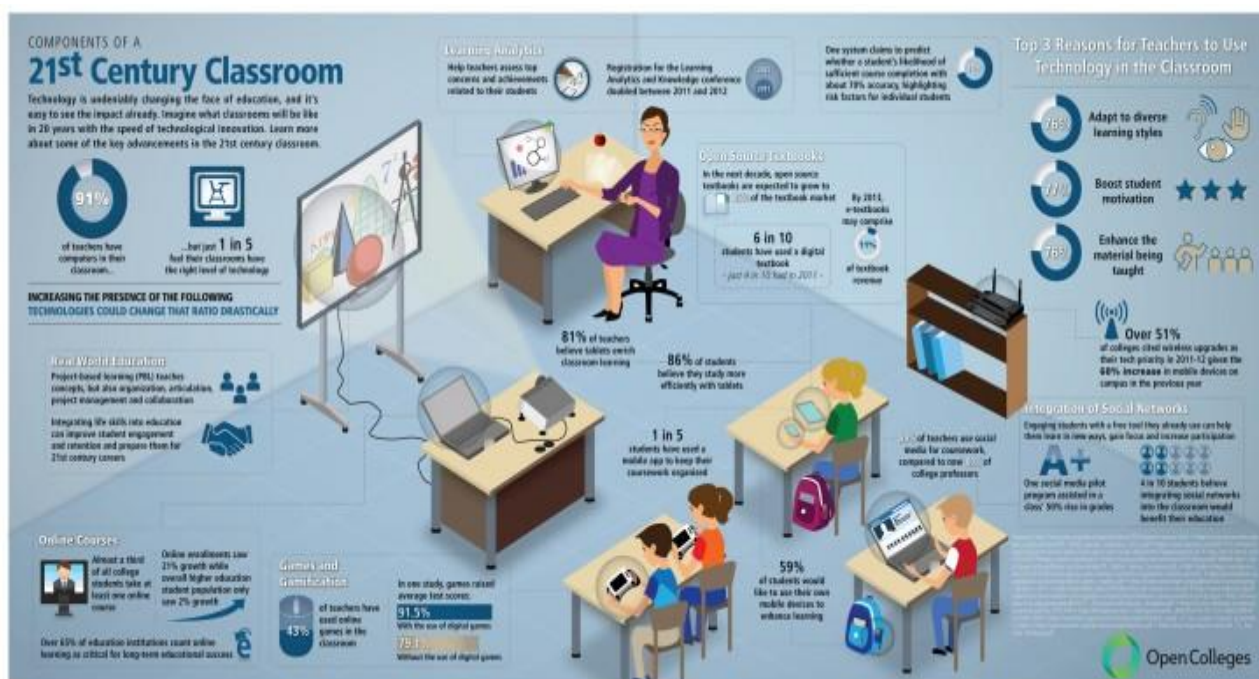 COMPONENTS OF A
21st Century Classroom
Technology is undeniably changing the face of education, and it's
easy to see the impact already. Imagine what classrooms will be like
in 20 years with the speed of technological innovation. Learn more
about some of the key advancements in the 21st century classroom.
91%
of teachers have
computers in their
classroom...
...but just 1 in 5
feel their classrooms have
the right level of technology
INCREASING THE PRESENCE OF THE FOLLOWING
TECHNOLOGIES COULD CHANGE THAT RATIO DRASTICALLY
Real World Education
Project-based learning (PBL) teaches
concepts, but also organization, articulation,
project management and collaboration
Integrating life skills into education
can improve student engagement
and retention and prepare them for
21st century careers
Online Courses
Almost a third
of all college
students take at
least one online
course
Online enrollments saw
21% growth while
overall higher education
student population only
saw 2% growth
Over 65% of education institutions count online
learning as critical for long-term educational success
Games and
Gamification
43%
of teachers have
used online
games in the
classroom
In one study, games raised
average test scores:
91.5%
With the use of digital games
Without the use of digital games
Learning Analytics
Help teachers assess top
concerns and achievements
related to their students
Registration for the Learning
Analytics and Knowledge conference
doubled between 2011 and 2012
One system claims to predict
whether a student's likelihood of
sufficient course completion with
about 70% accuracy, highlighting
risk factors for individual students
Open Source Textbooks
In the next decade, open source
textbooks are expected to grow to
of the textbook market
6 in 10
students have used a digital
textbook
- just 4 in 10 had in 2011 -
By 2013,
e-textbooks
may comprise
11%
of textbook
revenue
81% of teachers
believe tablets enrich
classroom learning
86% of students
believe they study more
efficiently with tablets
1 in 5
students have used a
mobile app to keep their
coursework organised
of teachers use social
media for coursework,
compared to now of
college professors
59%
of students would
like to use their own
mobile devices to
enhance learning
Top 3 Reasons for Teachers to Use
Technology in the Classroom
76%
Adapt to diverse
learning styles
77%
Boost student
motivation
76%
Enhance the
material being
taught
Over 51%
of colleges cited wireless upgrades as
their tech priority in 2011-12 given the
60% increase in mobile devices on
campus in the previous year
Integration of Social Networks
Engaging students with a free tool they already use can help
them learn in new ways, gain focus and increase participation
A+
One social media pilot
program assisted in a
class' 50% rise in grades
4 in 10 students believe
integrating social networks
into the classroom would
benefit their education
Open Colleges